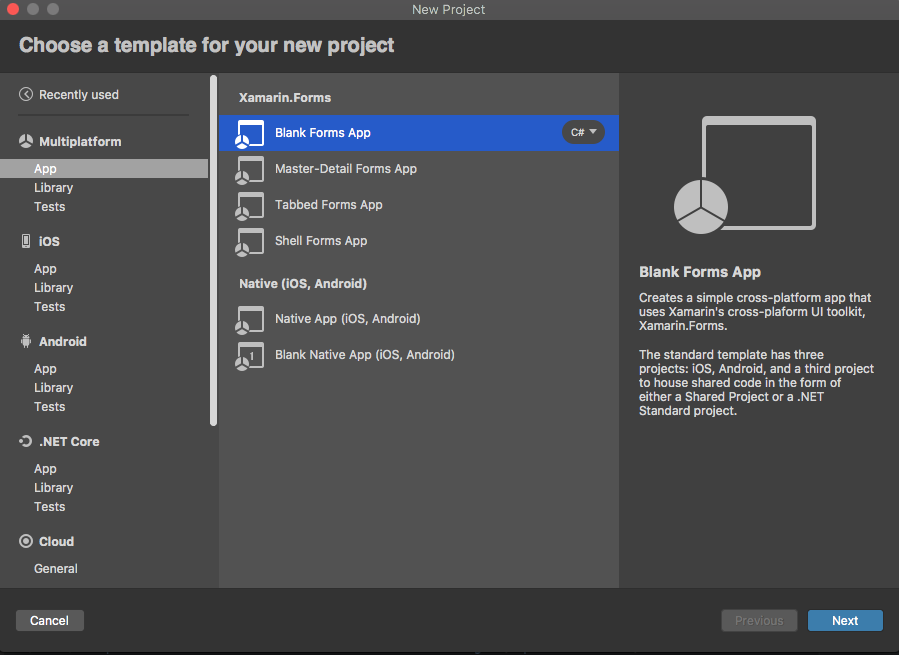 New Project
Choose a template for your new project
Recently used
Multiplatform
App
Library
Tests
iOS
App
Library
Tests
Android
App
Library
Tests
.NET Core
App
Library
Tests
Cloud
General
Xamarin.Forms
Blank Forms App
C#
Master-Detail Forms App
Tabbed Forms App
Shell Forms App
Native (iOS, Android)
Native App (iOS, Android)
1
Blank Native App (iOS, Android)
Blank Forms App
Creates a simple cross-platform app that
uses Xamarin's cross-plaform UI toolkit,
Xamarin.Forms.
The standard template has three
projects: iOS, Android, and a third project
to house shared code in the form of
either a Shared Project or a .NET
Standard project.
Cancel
Previous
Next